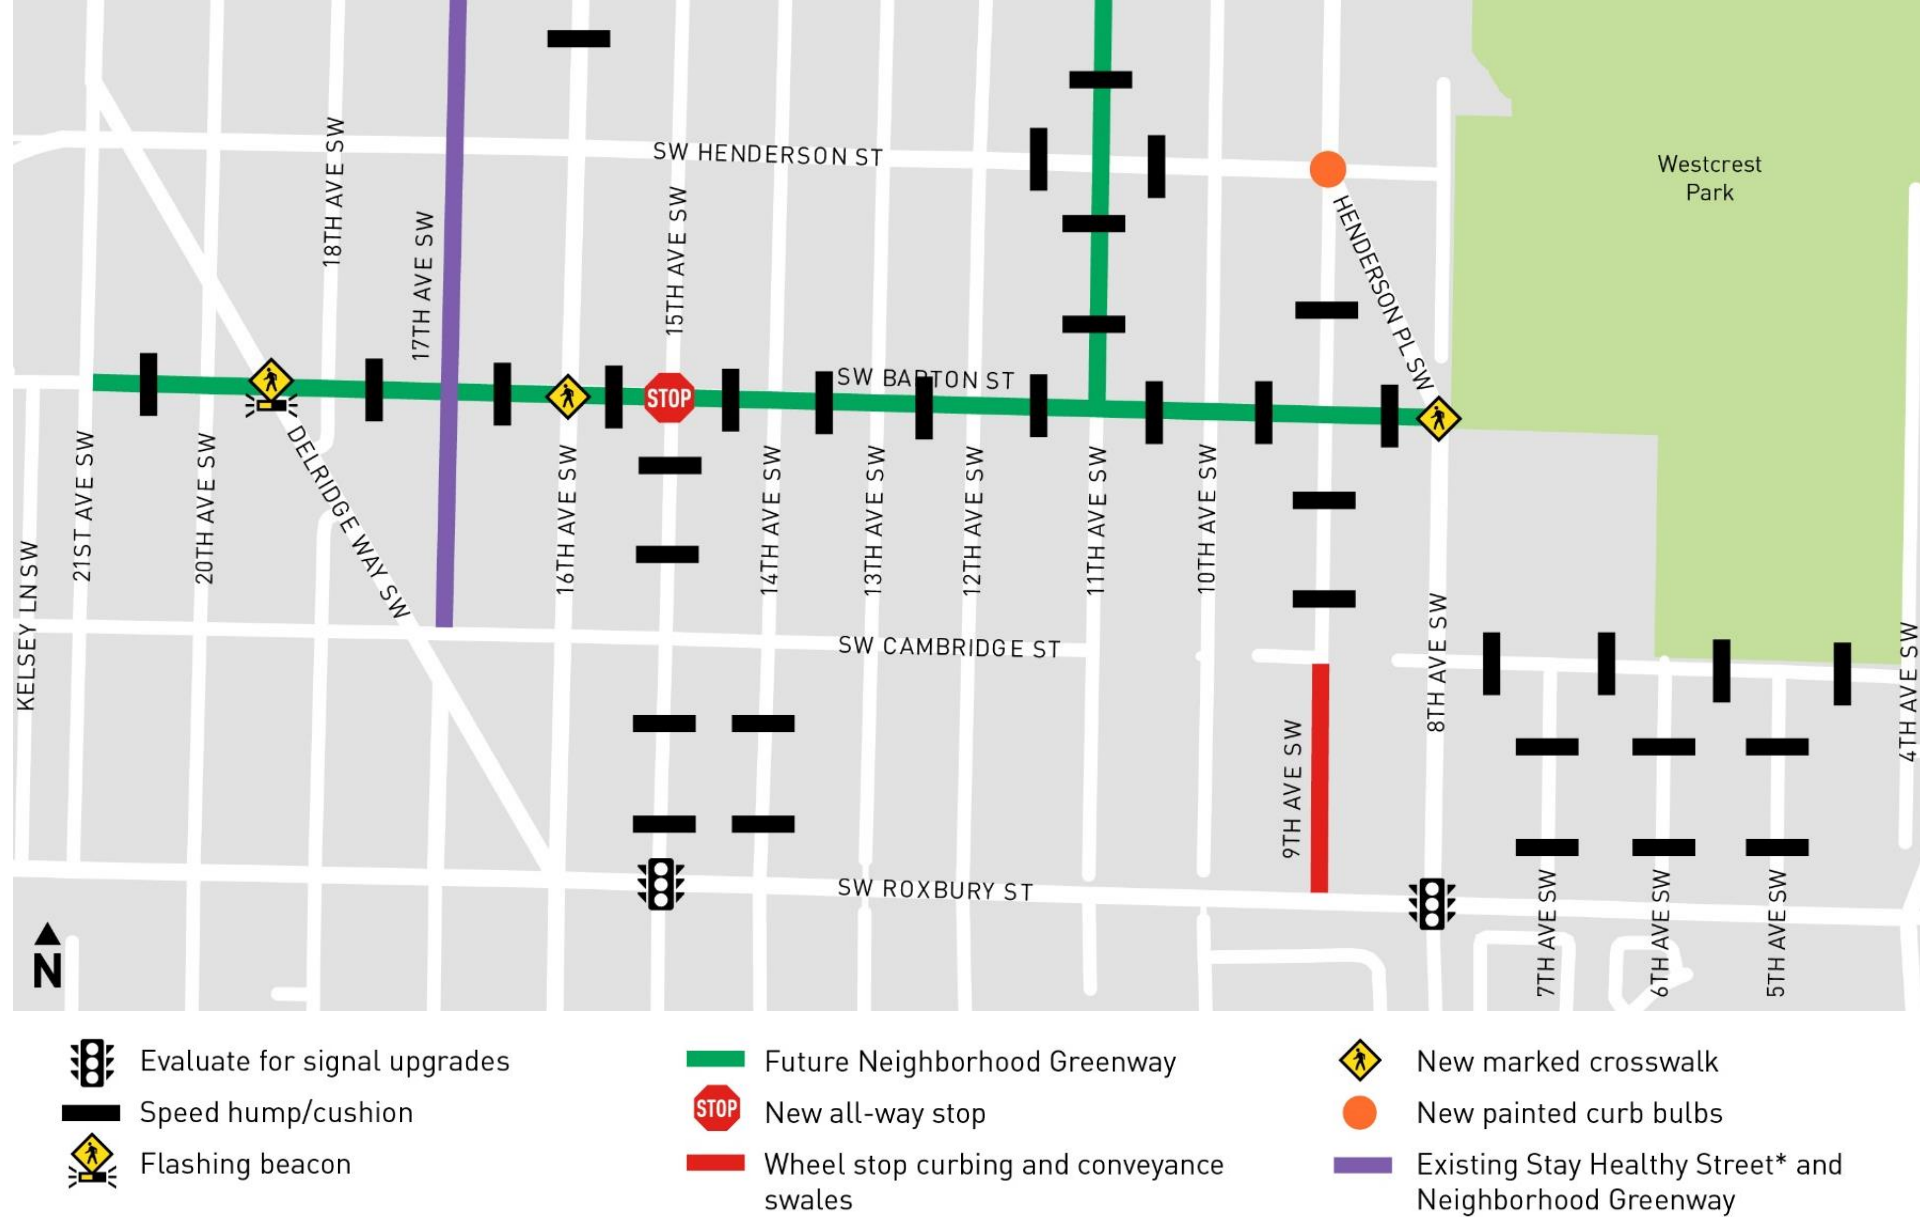 SW HENDERSON ST
Westcrest
Park
18TH AVE SW
17TH AVE SW
15TH AVE SW
HENDERSON PL SW
SW BARTON ST
STOP
21ST AVE SW
20TH AVE SW
DELRIDGE WAY SW
16TH AVE SW
14TH AVE SW
13TH AVE SW
12TH AVE SW
11TH AVE SW
10TH AVE SW
KELSEY LN SW
SW CAMBRIDGE ST
8TH AVE SW
4TH AVE SW
9TH AVE SW
SW ROXBURY ST
7TH AVE SW
6TH AVE SW
5TH AVE SW
N
Evaluate for signal upgrades
Speed hump/cushion
Flashing beacon
Future Neighborhood Greenway
STOP
New all-way stop
Wheel stop curbing and conveyance
swales
New marked crosswalk
New painted curb bulbs
Existing Stay Healthy Street* and
Neighborhood Greenway